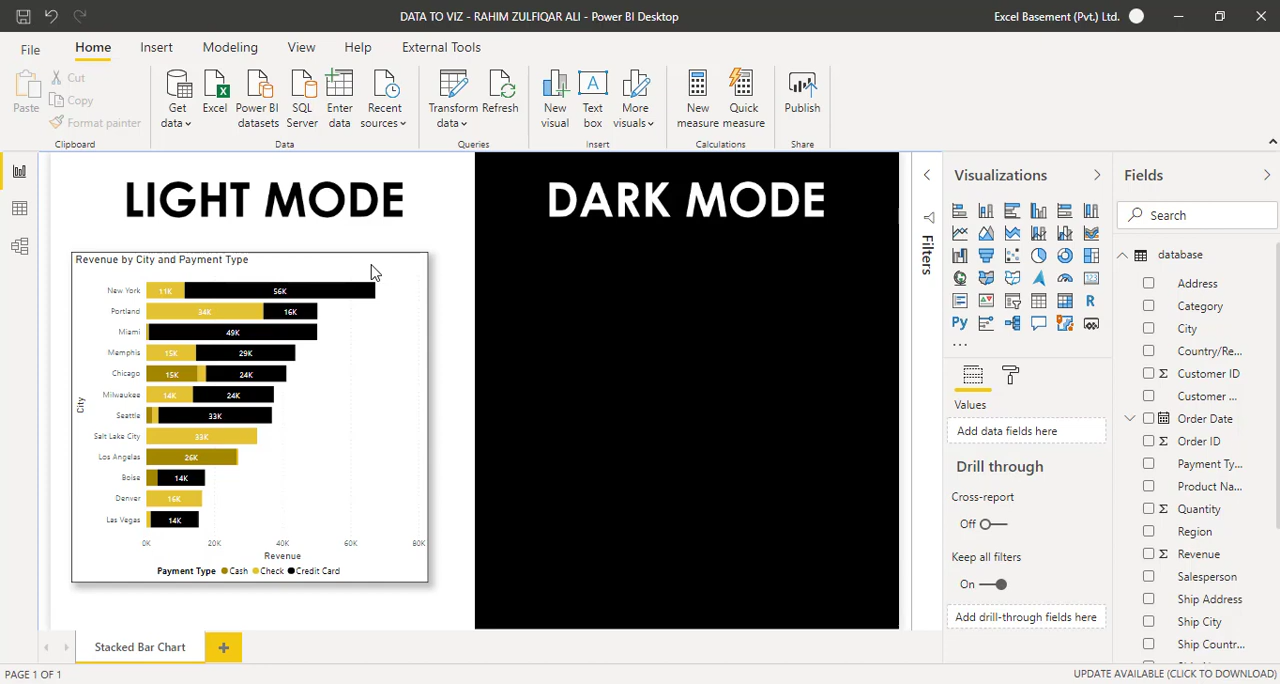 DATA TO VIZ - RAHIM ZULFIQAR ALI - Power BI Desktop
Excel Basement (Pvt.) Ltd.
File Home Insert Modeling View Help External Tools
Paste
Cut
Copy
Format painter
Clipboard
Get data
Excel
Power BI datasets
SQL Server
Enter data
Recent sources
Data
Transform data
Refresh
Queries
New visual
Text box
More visuals
Insert
New measure
Quick measure
Calculations
Publish
Share
LIGHT MODE
DARK MODE
Revenue by City and Payment Type
City
New York 11K 56K
Portland 34K 16K
Miami 49K
Memphis 15K 29K
Chicago 15K 24K
Milwaukee 14K 24K
Seattle 33K
Salt Lake City 33K
Los Angelas 26K
Boise 14K
Denver 16K
Las Vegas 14K
0K 20K 40K 60K 80K
Revenue
Payment Type Cash Check Credit Card
Filters
Visualizations
R
Py
...
123
Values
Add data fields here
Drill through
Cross-report
Off
Keep all filters
On
Add drill-through fields here
Fields
Search
database
Address
Category
City
Country/Re...
Σ Customer ID
Customer ...
Order Date
Σ Order ID
Payment Ty...
Product Na...
Σ Quantity
Region
Σ Revenue
Salesperson
Ship Address
Ship City
Ship Countr...
Stacked Bar Chart
+
PAGE 1 OF 1
UPDATE AVAILABLE (CLICK TO DOWNLOAD)